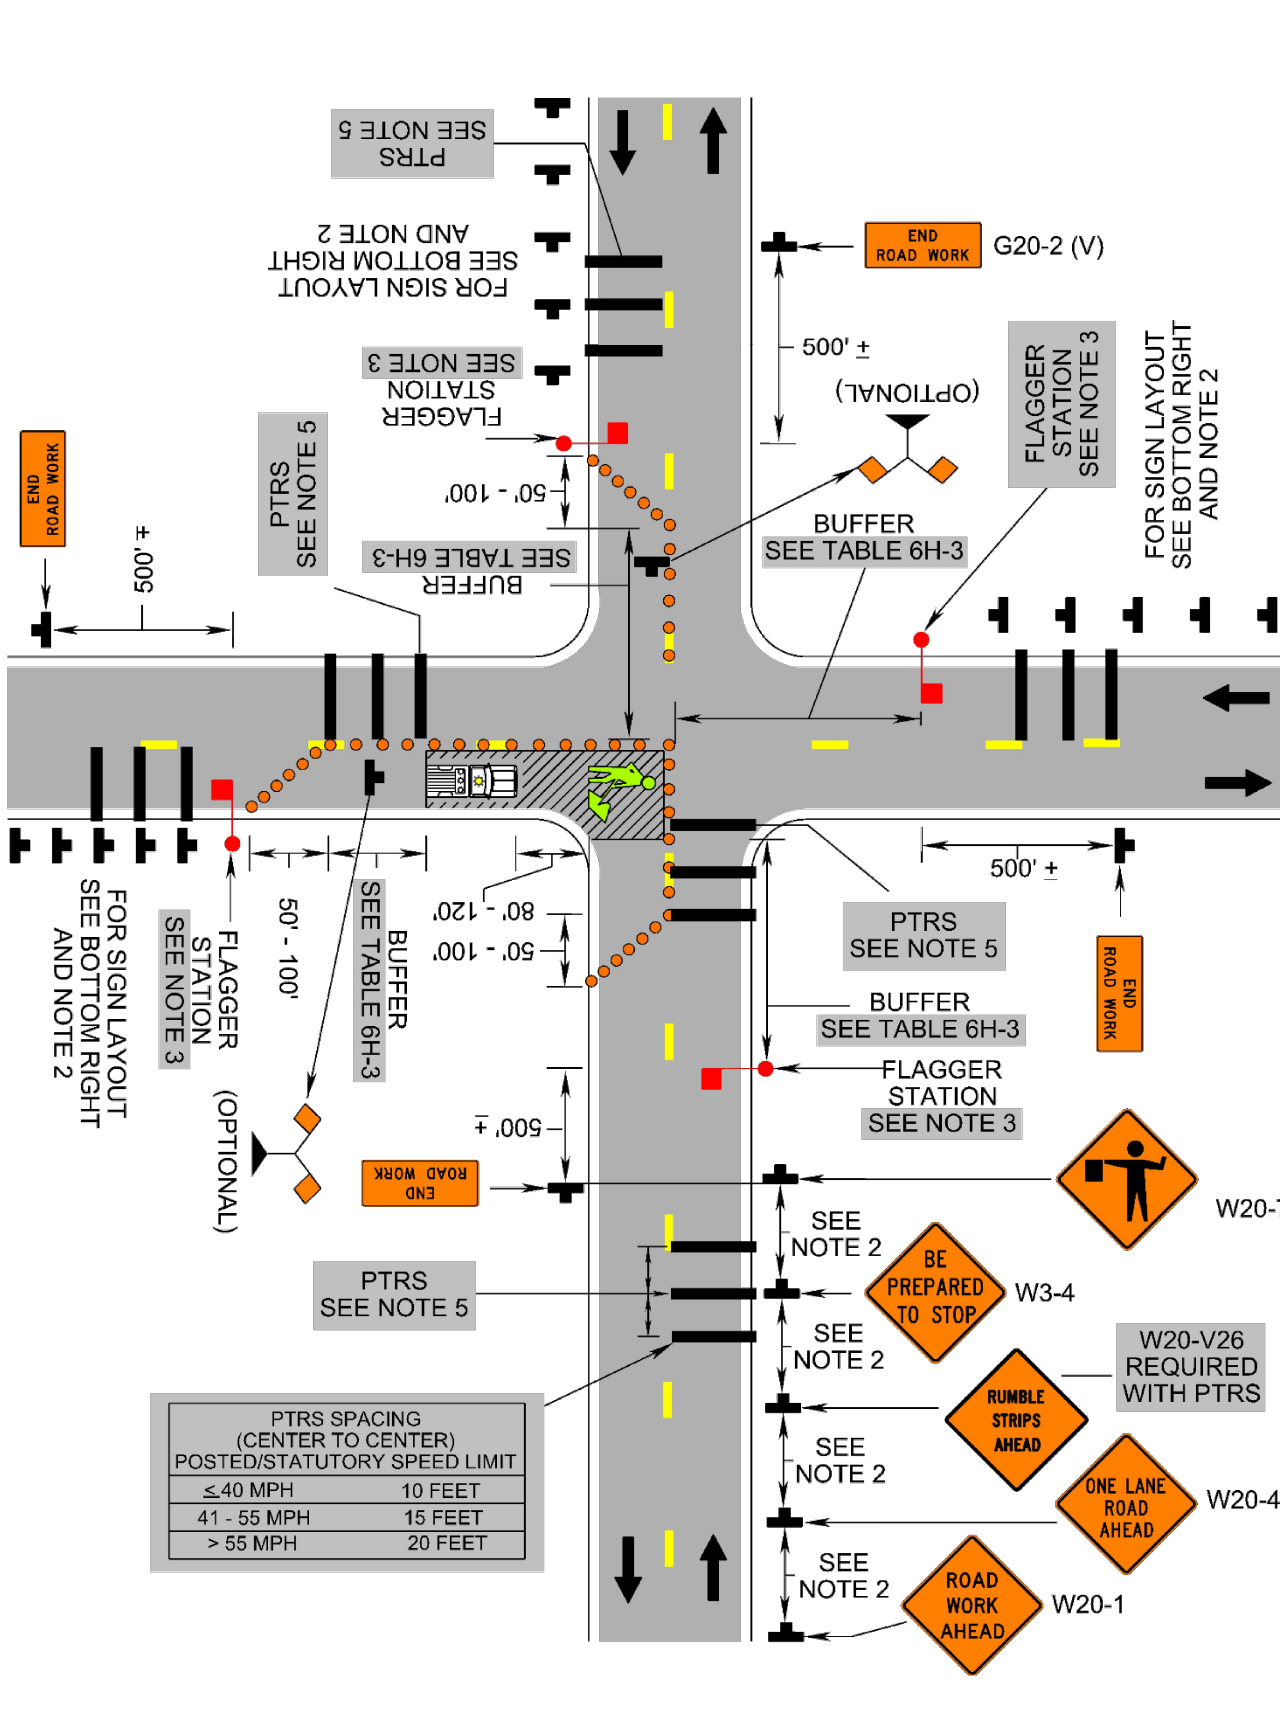 PTRS
SEE NOTE 5
FOR SIGN LAYOUT
SEE BOTTOM RIGHT
AND NOTE 2
FLAGGER
STATION
SEE NOTE 3
50' - 100'
BUFFER
SEE TABLE 6H-3
END
ROAD WORK
G20-2 (V)
500' ±
(OPTIONAL)
BUFFER
SEE TABLE 6H-3
FLAGGER
STATION
SEE NOTE 3
FOR SIGN LAYOUT
SEE BOTTOM RIGHT
AND NOTE 2
END
ROAD WORK
500' ±
PTRS
SEE NOTE 5
FOR SIGN LAYOUT
SEE BOTTOM RIGHT
AND NOTE 2
FLAGGER
STATION
SEE NOTE 3
50' - 100'
BUFFER
SEE TABLE 6H-3
(OPTIONAL)
80' - 120'
50' - 100'
500' ±
END
ROAD WORK
500' ±
END
ROAD WORK
PTRS
SEE NOTE 5
BUFFER
SEE TABLE 6H-3
FLAGGER
STATION
SEE NOTE 3
W20-7
SEE
NOTE 2
BE
PREPARED
TO STOP
W3-4
SEE
NOTE 2
RUMBLE
STRIPS
AHEAD
W20-V26
REQUIRED
WITH PTRS
SEE
NOTE 2
ONE LANE
ROAD
AHEAD
W20-4
SEE
NOTE 2
ROAD
WORK
AHEAD
W20-1
PTRS
SEE NOTE 5
PTRS SPACING
(CENTER TO CENTER)
POSTED/STATUTORY SPEED LIMIT
≤40 MPH 10 FEET
41 - 55 MPH 15 FEET
> 55 MPH 20 FEET